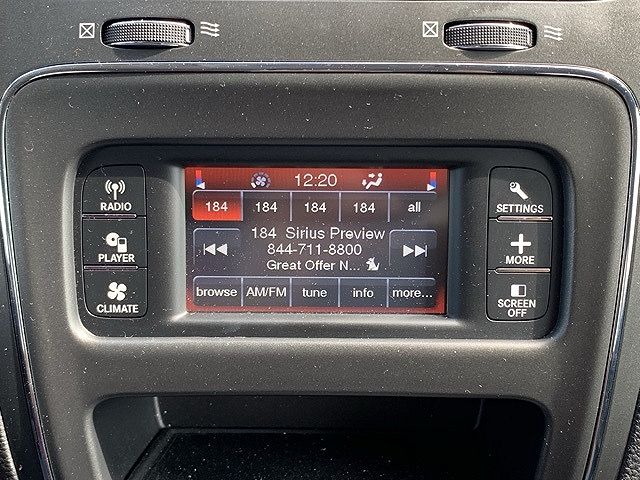 12:20
184 184 184 184 all
184 Sirius Preview
844-711-8800
Great Offer N...
browse AM/FM tune info more...
RADIO
PLAYER
CLIMATE
SETTINGS
MORE
SCREEN
OFF